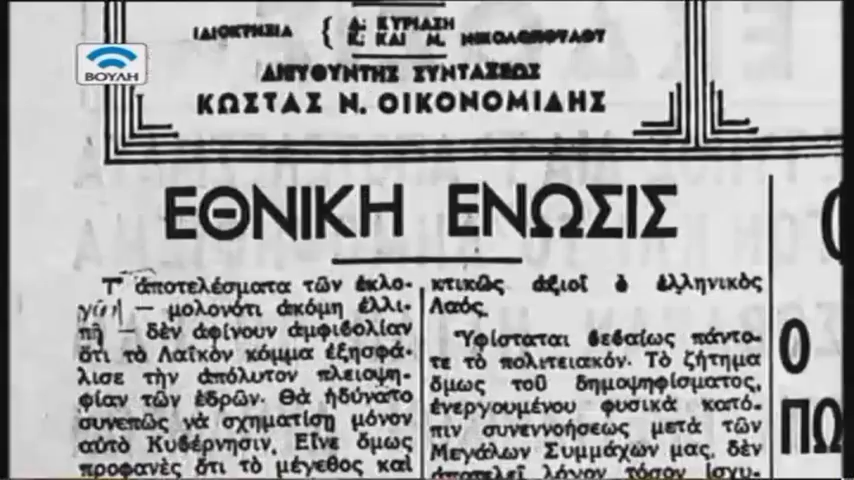 ΒΟΥΛΗ
ΙΔΙΟΚΤΗΣΙΑ { Δ. ΚΥΡΙΑΖΗ
Κ. ΚΑΙ Μ. ΝΙΚΟΛΟΠΟΥΛΟΥ
ΔΙΕΥΘΥΝΤΗΣ ΣΥΝΤΑΞΕΩΣ
ΚΩΣΤΑΣ Ν. ΟΙΚΟΝΟΜΙΔΗΣ
ΕΘΝΙΚΗ ΕΝΩΣΙΣ
Τ' ἀποτελέσματα τῶν ἐκλο-
— μολονότι ἀκόμη ἐλλι-
πῆ — δὲν ἀφίνουν ἀμφιβολίαν
ὅτι τὸ Λαϊκὸν κόμμα ἐξησφά-
λισε τὴν ἀπόλυτον πλειοψη-
φίαν τῶν ἑδρῶν. Θὰ ἠδύνατο
συνεπῶς νὰ σχηματίσῃ μόνον
αὐτὸ Κυβέρνησιν. Εἶνε ὅμως
προφανὲς ὅτι τὸ μέγεθος καὶ
κτικῶς ἀξιοῖ ὁ ἑλληνικὸς
Λαός.
Ὑφίσταται βεβαίως πάντο-
τε τὸ πολιτειακόν. Τὸ ζήτημα
ὅμως τοῦ δημοψηφίσματος,
ἐνεργουμένου φυσικὰ κατό-
πιν συνεννοήσεως μετὰ τῶν
Μεγάλων Συμμάχων μας, δὲν
ἀποτελεῖ λόγον τόσον ἰσχυ-
Ο
ΠΩ